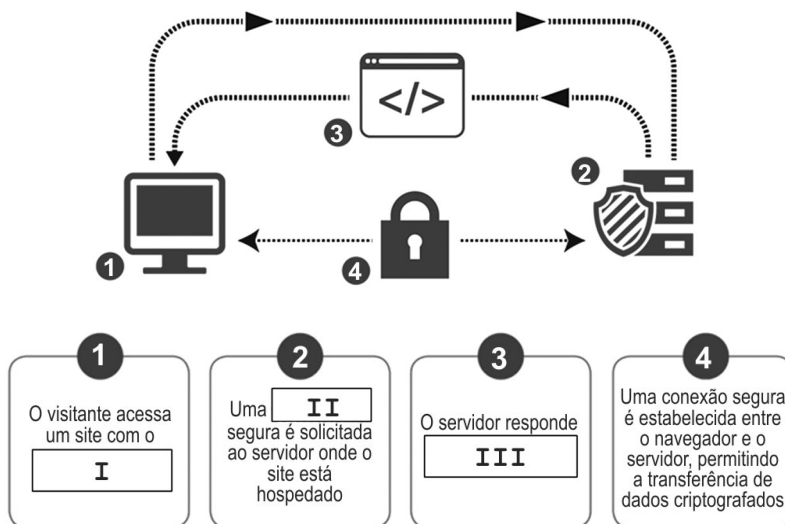 </>
3
2
1
4
1
O visitante acessa
um site com o
I
2
Uma II
segura é solicitada
ao servidor onde o
site está
hospedado
3
O servidor responde
III
4
Uma conexão segura
é estabelecida entre
o navegador e o
servidor, permitindo
a transferência de
dados criptografados